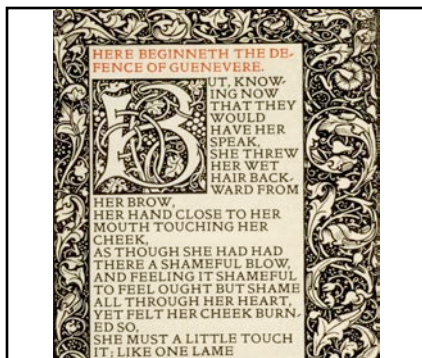 HERE BEGINNETH THE DE-
FENCE OF GUENEVERE.
BUT, KNOW-
ING NOW
THAT THEY
WOULD
HAVE HER
SPEAK,
SHE THREW
HER WET
HAIR BACK-
WARD FROM
HER BROW,
HER HAND CLOSE TO HER
MOUTH TOUCHING HER
CHEEK,
AS THOUGH SHE HAD HAD
THERE A SHAMEFUL BLOW,
AND FEELING IT SHAMEFUL
TO FEEL OUGHT BUT SHAME
ALL THROUGH HER HEART,
YET FELT HER CHEEK BURN-
ED SO,
SHE MUST A LITTLE TOUCH
IT; LIKE ONE LAME